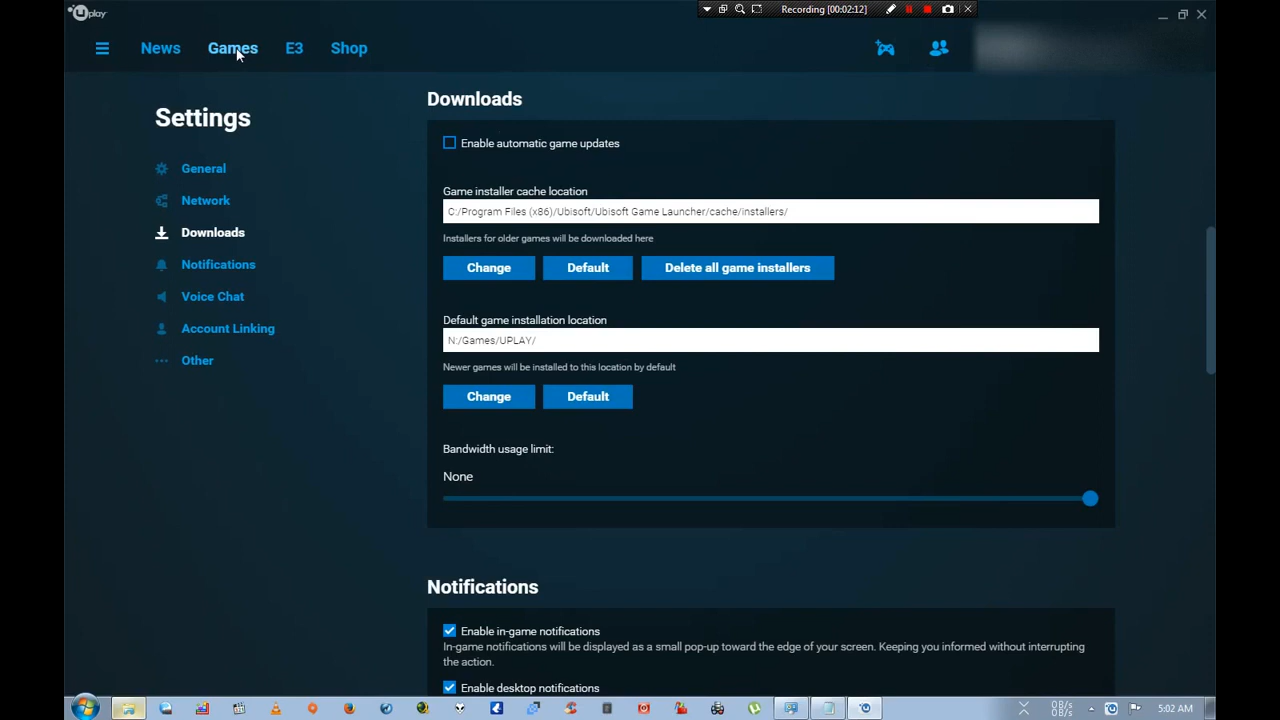 uplay
Recording [00:02:12]
News Games E3 Shop
Settings
General
Network
Downloads
Notifications
Voice Chat
Account Linking
Other
Downloads
Enable automatic game updates
Game installer cache location
C:/Program Files (x86)/Ubisoft/Ubisoft Game Launcher/cache/installers/
Installers for older games will be downloaded here
Change Default Delete all game installers
Default game installation location
N:/Games/UPLAY/
Newer games will be installed to this location by default
Change Default
Bandwidth usage limit:
None
Notifications
Enable in-game notifications
In-game notifications will be displayed as a small pop-up toward the edge of your screen. Keeping you informed without interrupting
the action.
Enable desktop notifications
0B/s
0B/s
5:02 AM